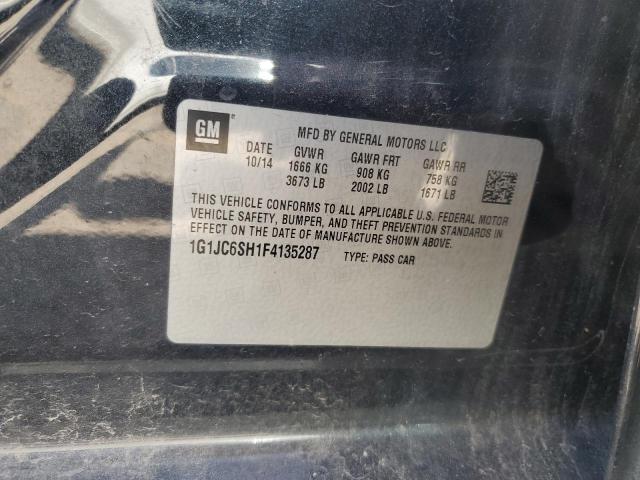 GM
MFD BY GENERAL MOTORS LLC
DATE GVWR GAWR FRT GAWR RR
10/14 1666 KG 908 KG 758 KG
3673 LB 2002 LB 1671 LB
THIS VEHICLE CONFORMS TO ALL APPLICABLE U.S. FEDERAL MOTOR
VEHICLE SAFETY, BUMPER, AND THEFT PREVENTION STANDARDS IN
EFFECT ON THE DATE OF MANUFACTURE SHOWN ABOVE.
1G1JC6SH1F4135287 TYPE: PASS CAR